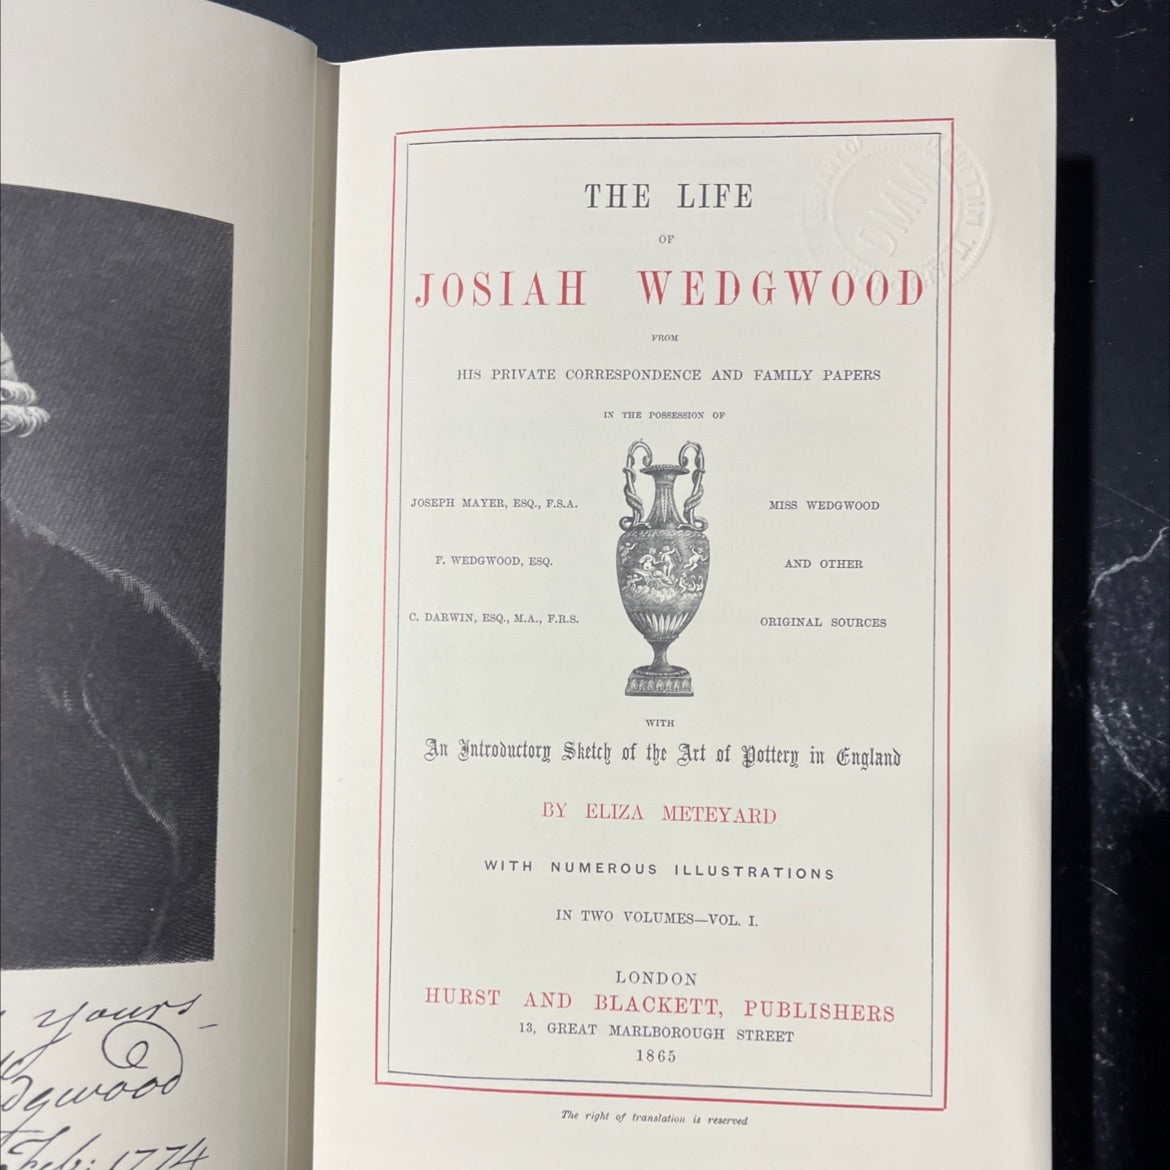 yours
dgwood
Feb: 1774
THE LIFE
OF
JOSIAH WEDGWOOD
FROM
HIS PRIVATE CORRESPONDENCE AND FAMILY PAPERS
IN THE POSSESSION OF
JOSEPH MAYER, ESQ., F.S.A.
F. WEDGWOOD, ESQ.
C. DARWIN, ESQ., M.A., F.R.S.
MISS WEDGWOOD
AND OTHER
ORIGINAL SOURCES
WITH
An Introductory Sketch of the Art of Pottery in England
BY ELIZA METEYARD
WITH NUMEROUS ILLUSTRATIONS
IN TWO VOLUMES—VOL. I.
LONDON
HURST AND BLACKETT, PUBLISHERS
13, GREAT MARLBOROUGH STREET
1865
The right of translation is reserved
DMM